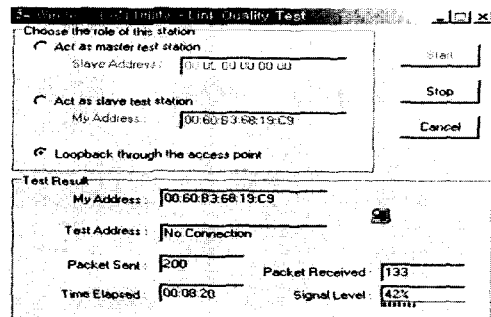 Link Quality Test
Choose the role of this station
Act as master test station
Slave Address :
Start
Act as slave test station
My Address : 00:60:B3:68:19:C9
Stop
Cancel
Loopback through the access point
Test Result
My Address : 00:60:B3:68:19:C9
Test Address : No Connection
Packet Sent : 200
Packet Received : 133
Time Elapsed : 00:08:20
Signal Level : 42%